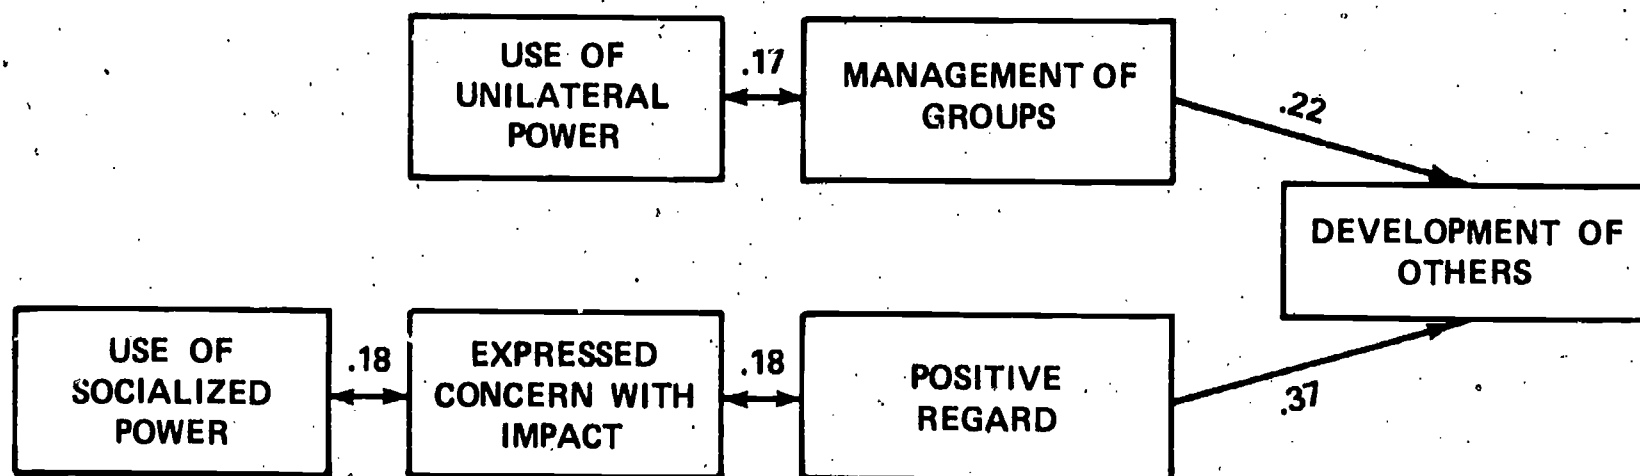 USE OF
UNILATERAL
POWER
.17
MANAGEMENT OF
GROUPS
.22
DEVELOPMENT OF
OTHERS
USE OF
SOCIALIZED
POWER
.18
EXPRESSED
CONCERN WITH
IMPACT
.18
POSITIVE
REGARD
.37